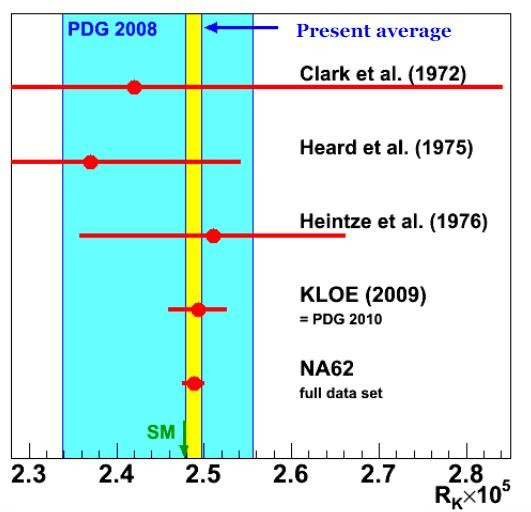 PDG 2008
Present average
Clark et al. (1972)
Heard et al. (1975)
Heintze et al. (1976)
KLOE (2009)
= PDG 2010
NA62
full data set
SM
2.3 2.4 2.5 2.6 2.7 2.8
R_K×10⁵